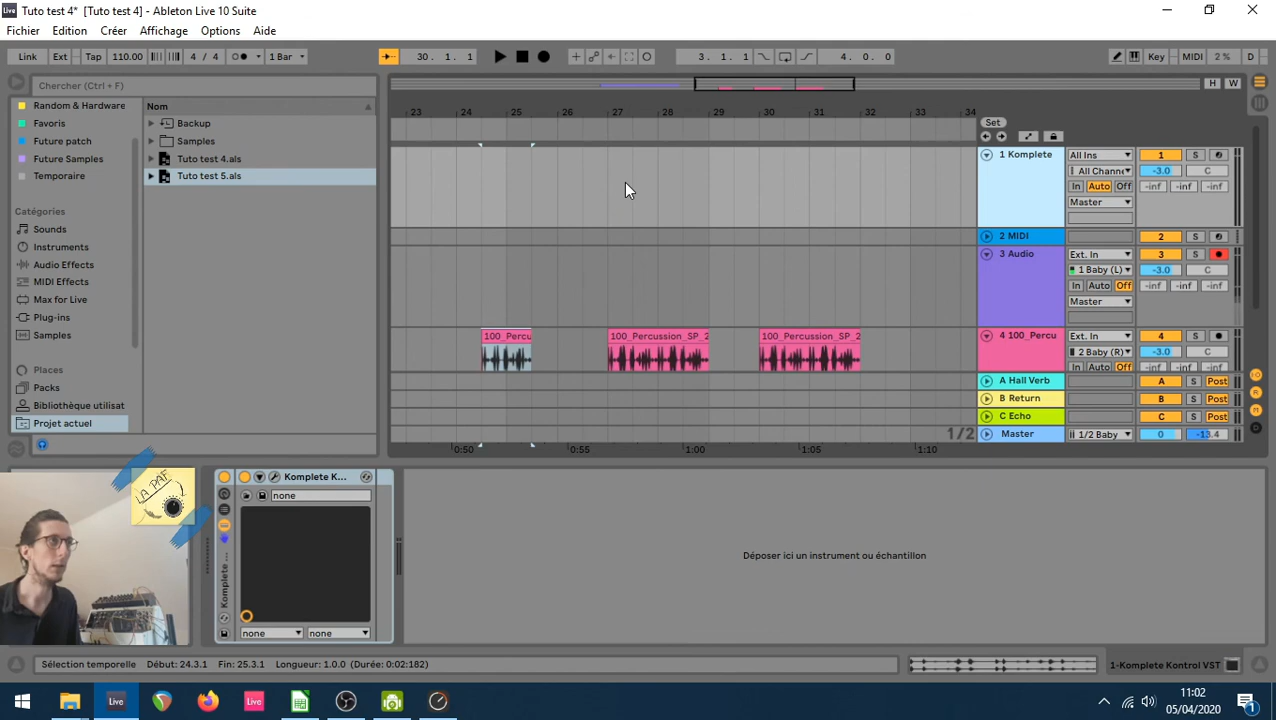 Tuto test 4* [Tuto test 4] - Ableton Live 10 Suite
Fichier Edition Créer Affichage Options Aide
Link Ext Tap 110.00 4 / 4 1 Bar 30. 1. 1 3. 1. 1 4. 0. 0 Key MIDI 2 % D
Chercher (Ctrl + F)
H W
Random & Hardware
Favoris
Future patch
Future Samples
Temporaire
Catégories
Sounds
Instruments
Audio Effects
MIDI Effects
Max for Live
Plug-ins
Samples
Places
Packs
Bibliothèque utilisat
Projet actuel
Nom
Backup
Samples
Tuto test 4.als
Tuto test 5.als
23 24 25 26 27 28 29 30 31 32 33 34
Set
1 Komplete All Ins 1 S
All Channe -3.0 C
In Auto Off -inf -inf -inf
Master
2 MIDI 2 S
3 Audio Ext. In 3 S
1 Baby (L) -3.0 C
In Auto Off -inf -inf -inf
Master
100_Percu 100_Percussion_SP_2 100_Percussion_SP_2
4 100_Percu Ext. In 4 S
2 Baby (R) -3.0 C
In Auto Off -inf -inf -inf
A Hall Verb A S Post
B Return B S Post
C Echo C S Post
Master 1/2 Baby 0 -13.4
1/2
0:50 0:55 1:00 1:05 1:10
LA PAF
Komplete K...
none
Komplete ...
none none
Déposer ici un instrument ou échantillon
Sélection temporelle Début: 24.3.1 Fin: 25.3.1 Longueur: 1.0.0 (Durée: 0:02:182)
1-Komplete Kontrol VST
Live Live
11:02
05/04/2020
1